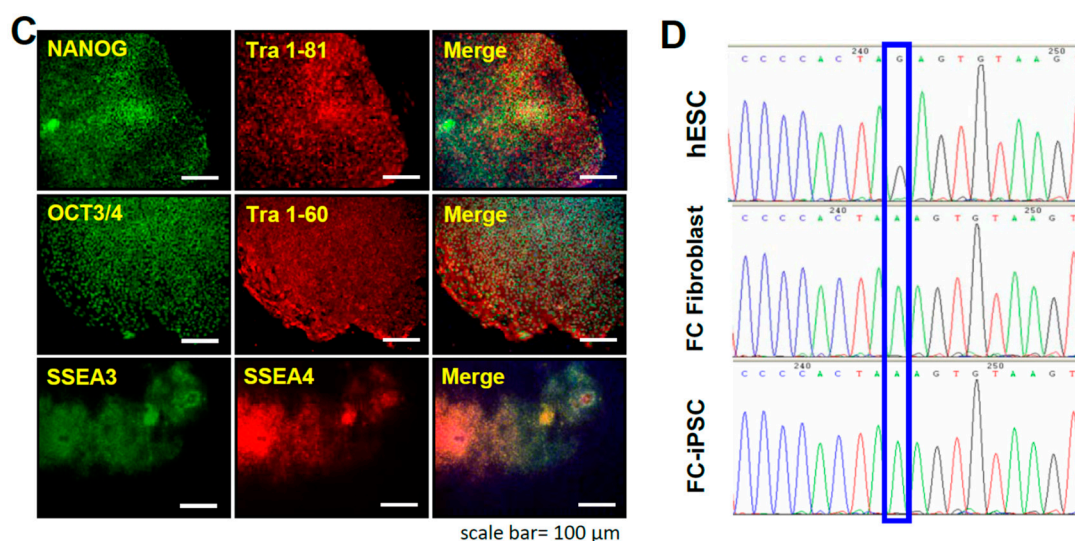 C
NANOG Tra 1-81 Merge
OCT3/4 Tra 1-60 Merge
SSEA3 SSEA4 Merge
scale bar= 100 µm
D
240 250
C C C C A C T A G A G T G T A A G
hESC
240 250
C C C C A C T A A A G T G T A A G T
FC Fibroblast
240 250
C C C C A C T A A A G T G T A A G T
FC-iPSC